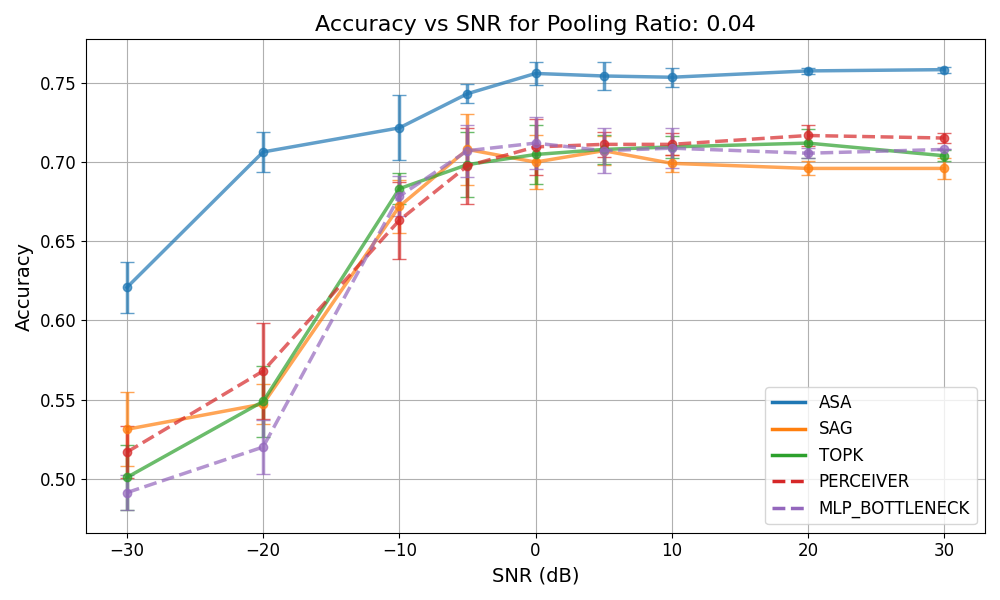 Accuracy vs SNR for Pooling Ratio: 0.04
Accuracy
0.75
0.70
0.65
0.60
0.55
0.50
ASA
SAG
TOPK
PERCEIVER
MLP_BOTTLENECK
−30
−20
−10
0
10
20
30
SNR (dB)